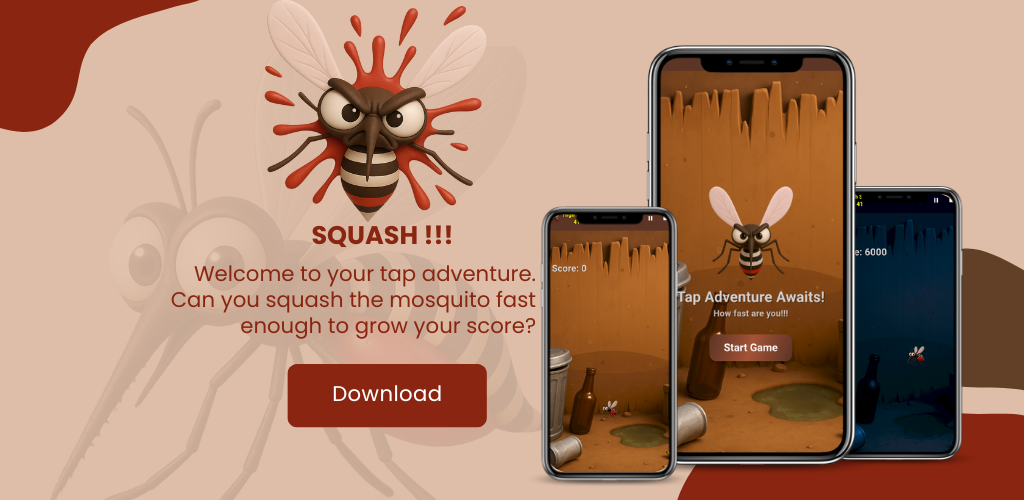 SQUASH !!!
Welcome to your tap adventure.
Can you squash the mosquito fast
enough to grow your score?
Download
Score: 0
Tap Adventure Awaits!
How fast are you!!!
Start Game
41
e: 6000